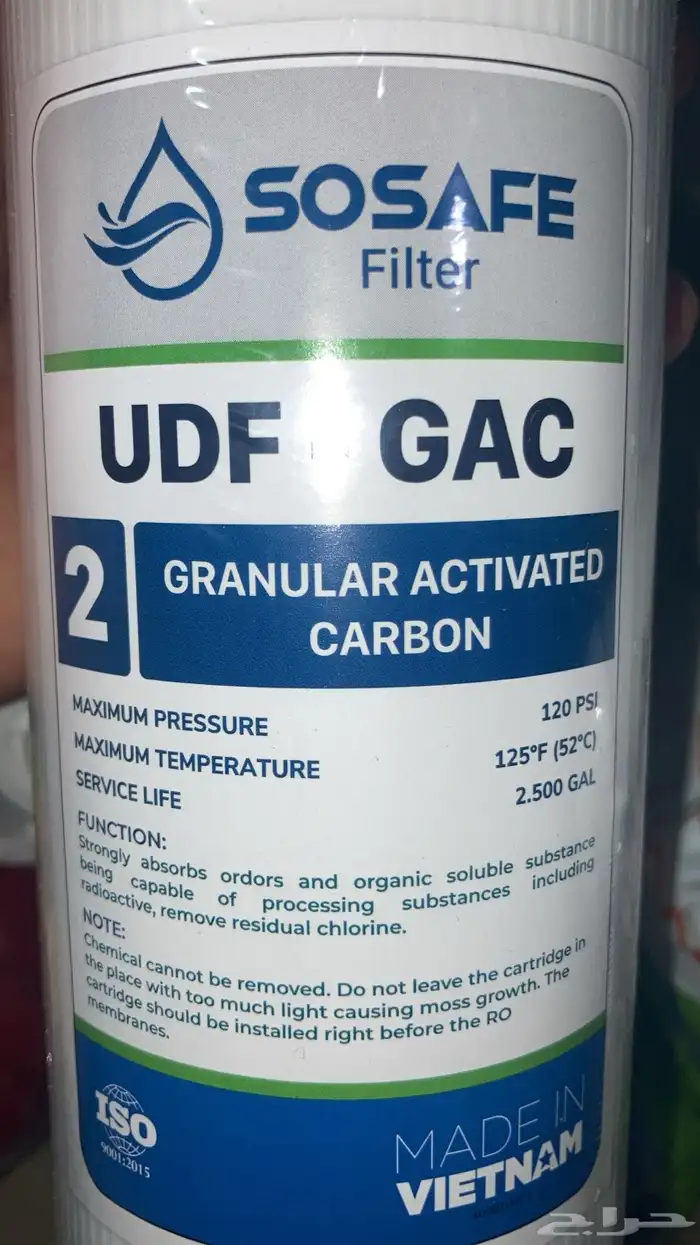 SOSAFE
Filter
UDF GAC
2
GRANULAR ACTIVATED
CARBON
MAXIMUM PRESSURE 120 PSI
MAXIMUM TEMPERATURE 125°F (52°C)
SERVICE LIFE 2.500 GAL
FUNCTION:
Strongly absorbs ordors and organic soluble substance
being capable of processing substances including
radioactive, remove residual chlorine.
NOTE:
Chemical cannot be removed. Do not leave the cartridge in
the place with too much light causing moss growth. The
cartridge should be installed right before the RO
membranes.
ISO
9001:2015
MADE IN
VIETNAM
حراج